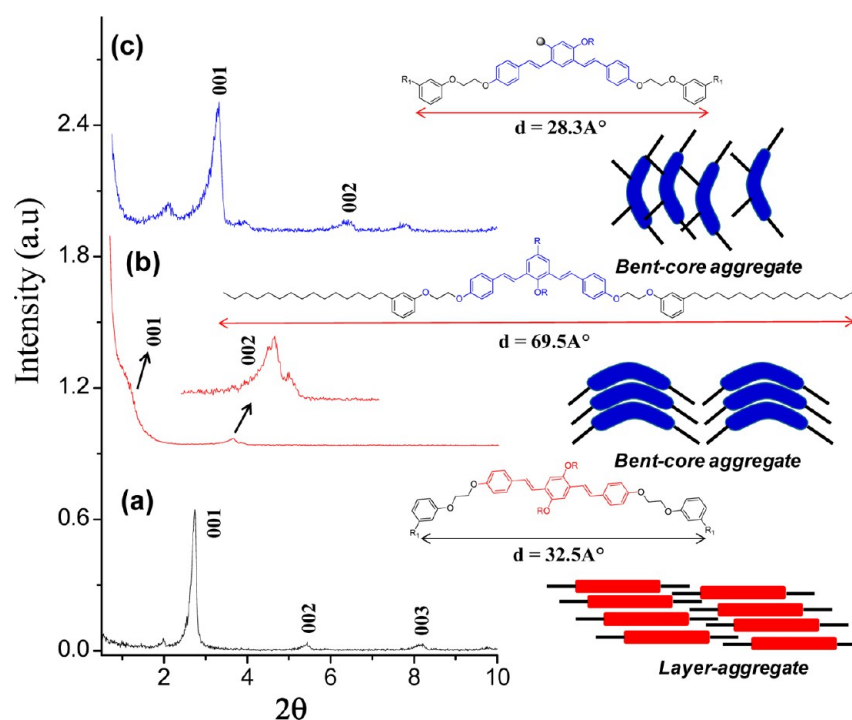 (c)
001
002
OR
R₁
O
O
O
O
R₁
d = 28.3A°
Bent-core aggregate
(b)
001
002
R
O
O
OR
O
O
d = 69.5A°
Bent-core aggregate
(a)
001
002
003
OR
O
O
RO
O
O
R₁
R₁
d = 32.5A°
Layer-aggregate
Intensity (a.u)
2.4
1.8
1.2
0.6
0.0
2 4 6 8 10
2θ